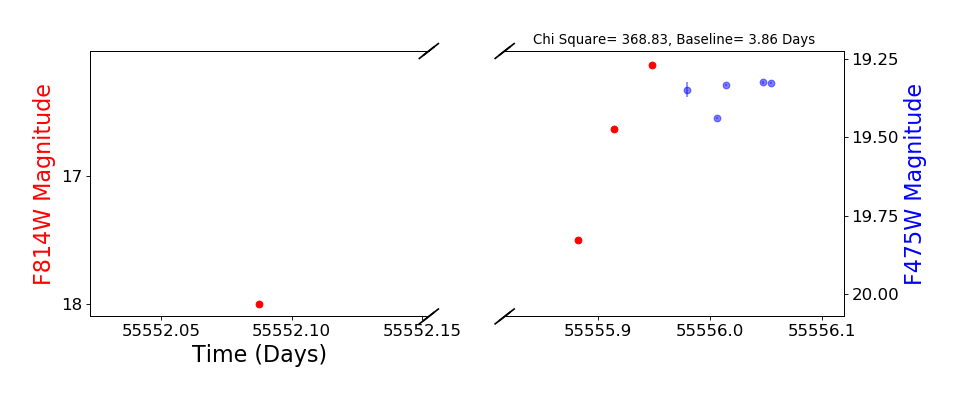 Chi Square= 368.83, Baseline= 3.86 Days
F814W Magnitude
17
18
19.25
19.50
19.75
20.00
F475W Magnitude
55552.05 55552.10 55552.15 55555.9 55556.0 55556.1
Time (Days)